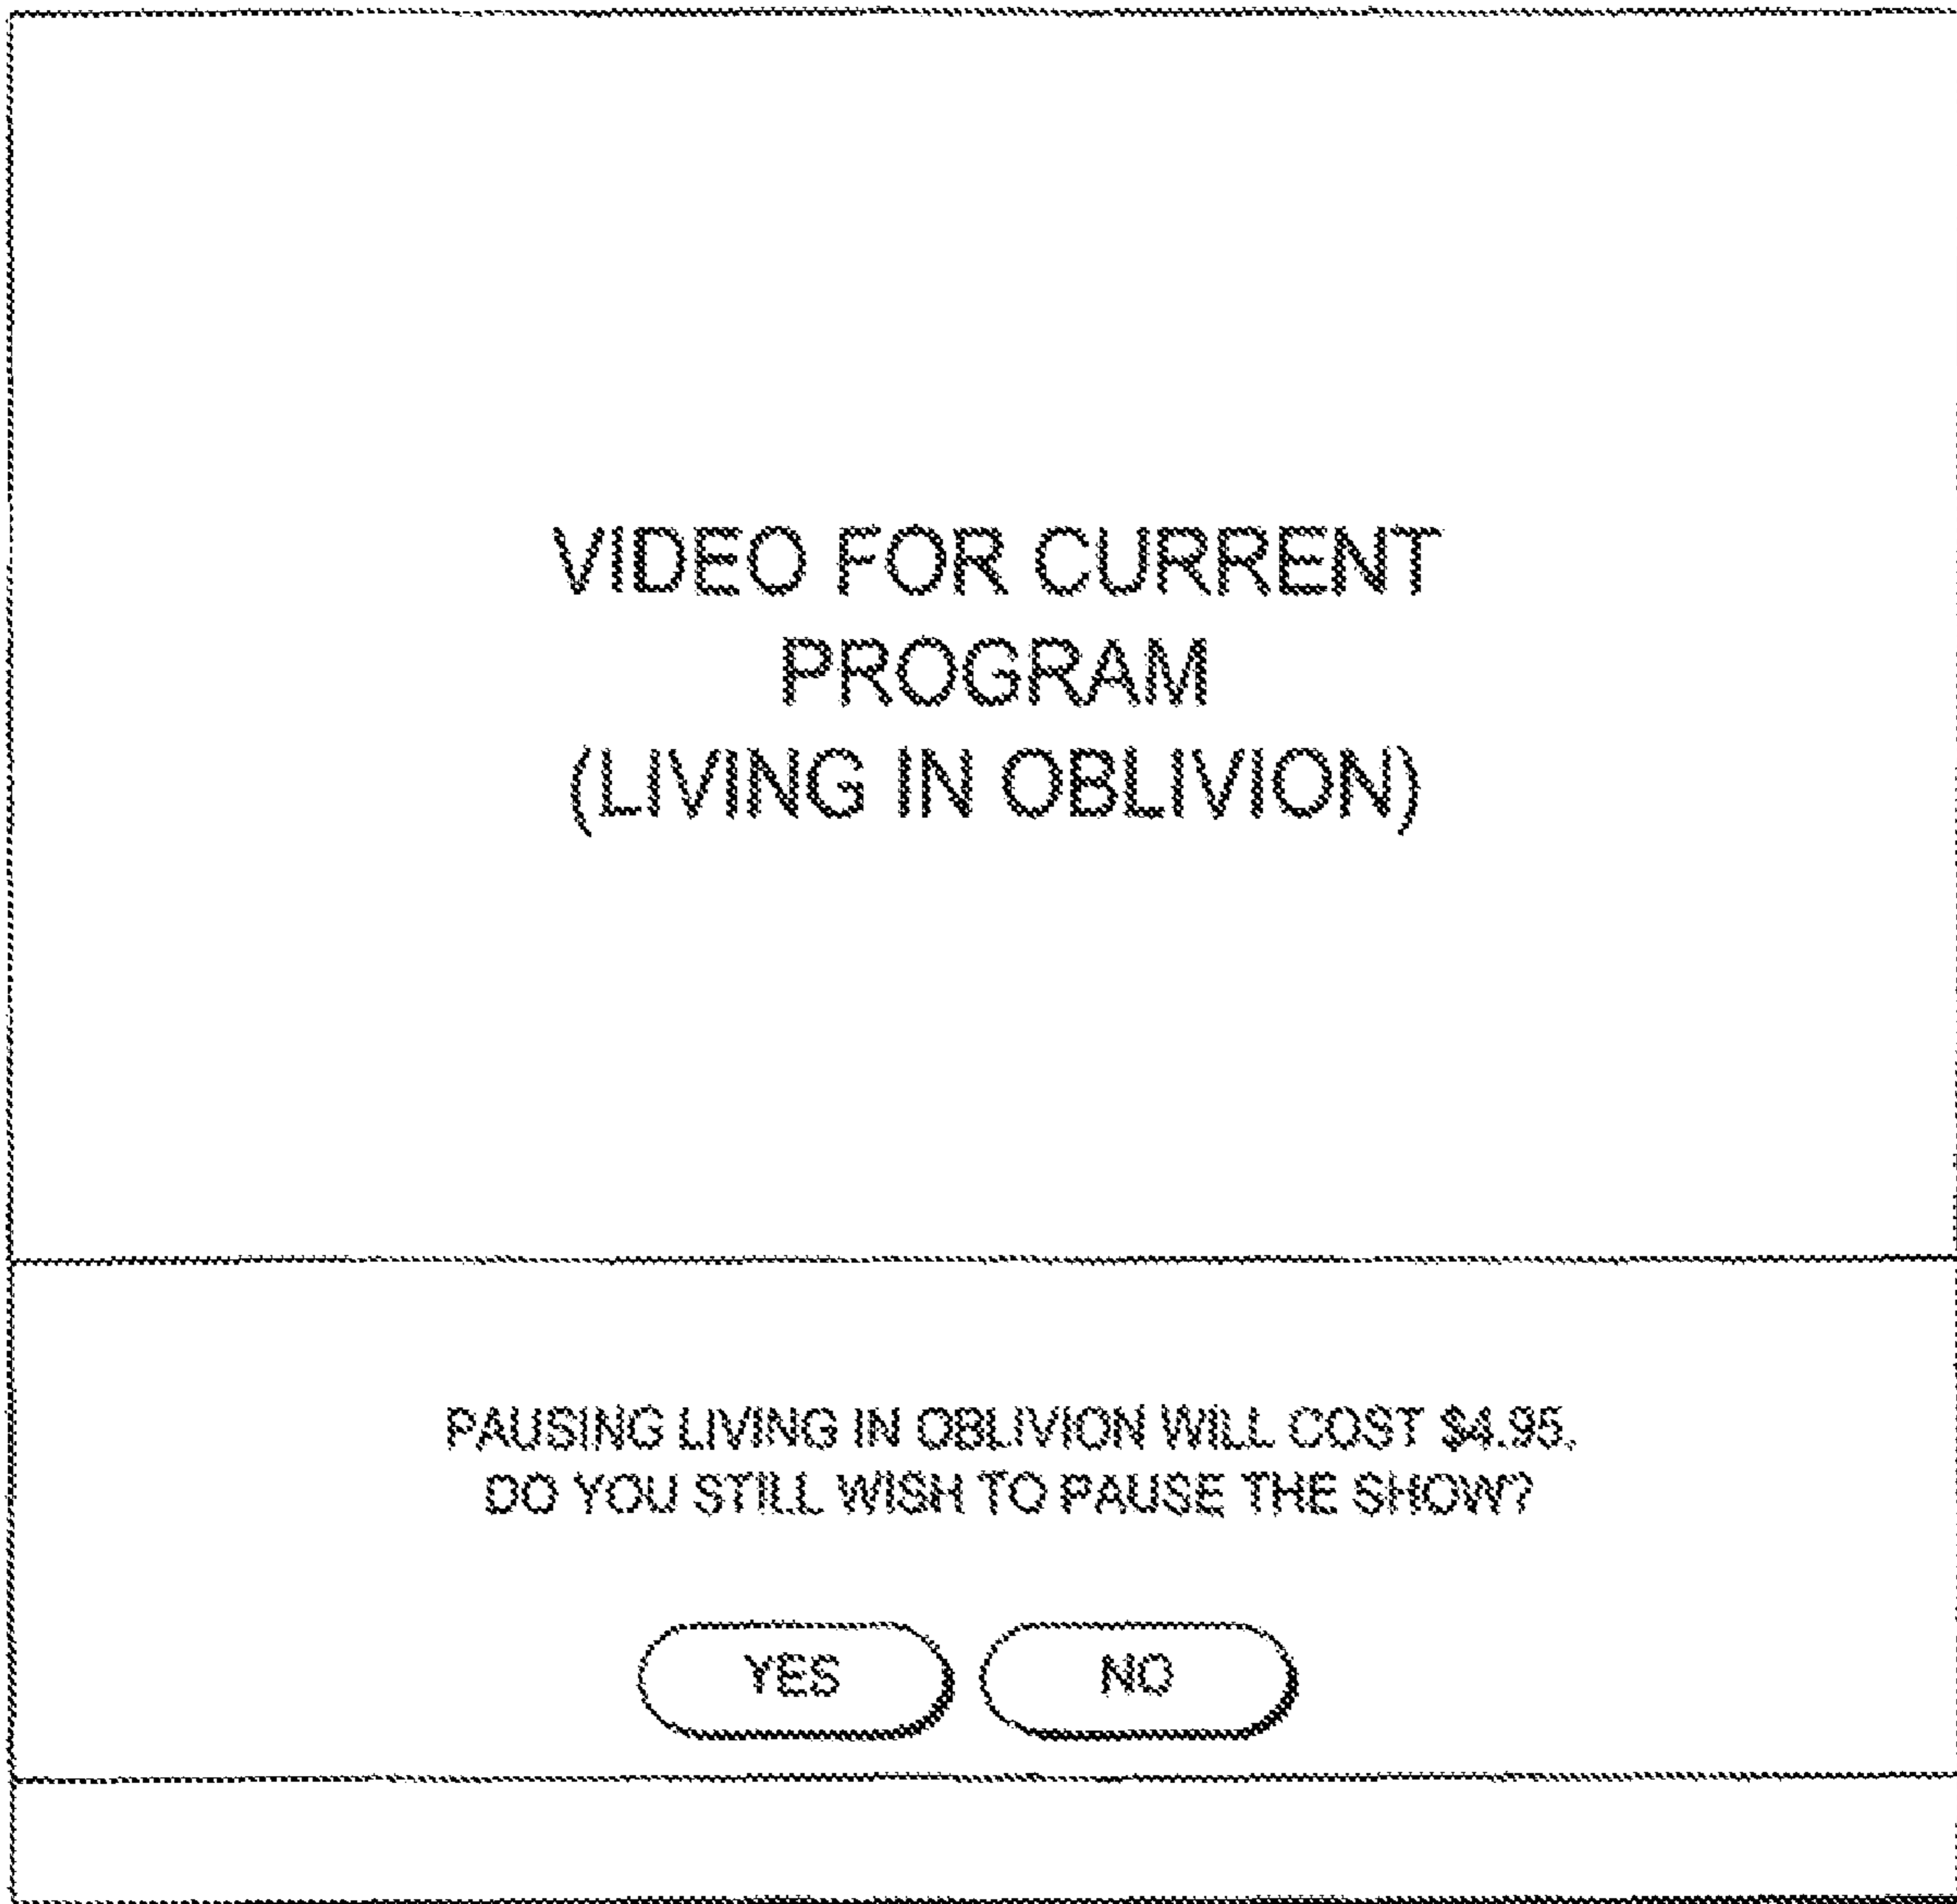 VIDEO FOR CURRENT
PROGRAM
(LIVING IN OBLIVION)
PAUSING LIVING IN OBLIVION WILL COST $4.95.
DO YOU STILL WISH TO PAUSE THE SHOW?
YES NO